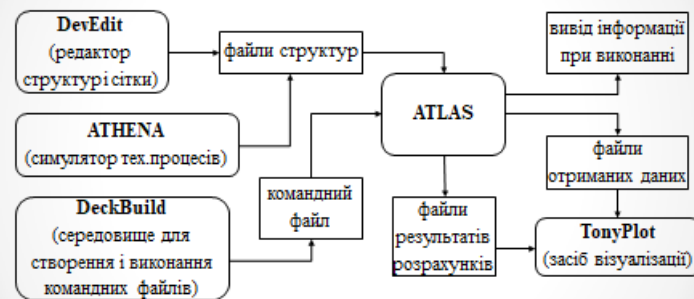 DevEdit
(редактор
структурі сітки)
файли структур
вивід інформації
при виконанні
ATHENA
(симулятор тех.процесів)
ATLAS
DeckBuild
(середовище для
створення і виконання
командних файлів)
командний
файл
файли
результатів
розрахунків
файли
отриманих даних
TonyPlot
(засіб візуалізації)